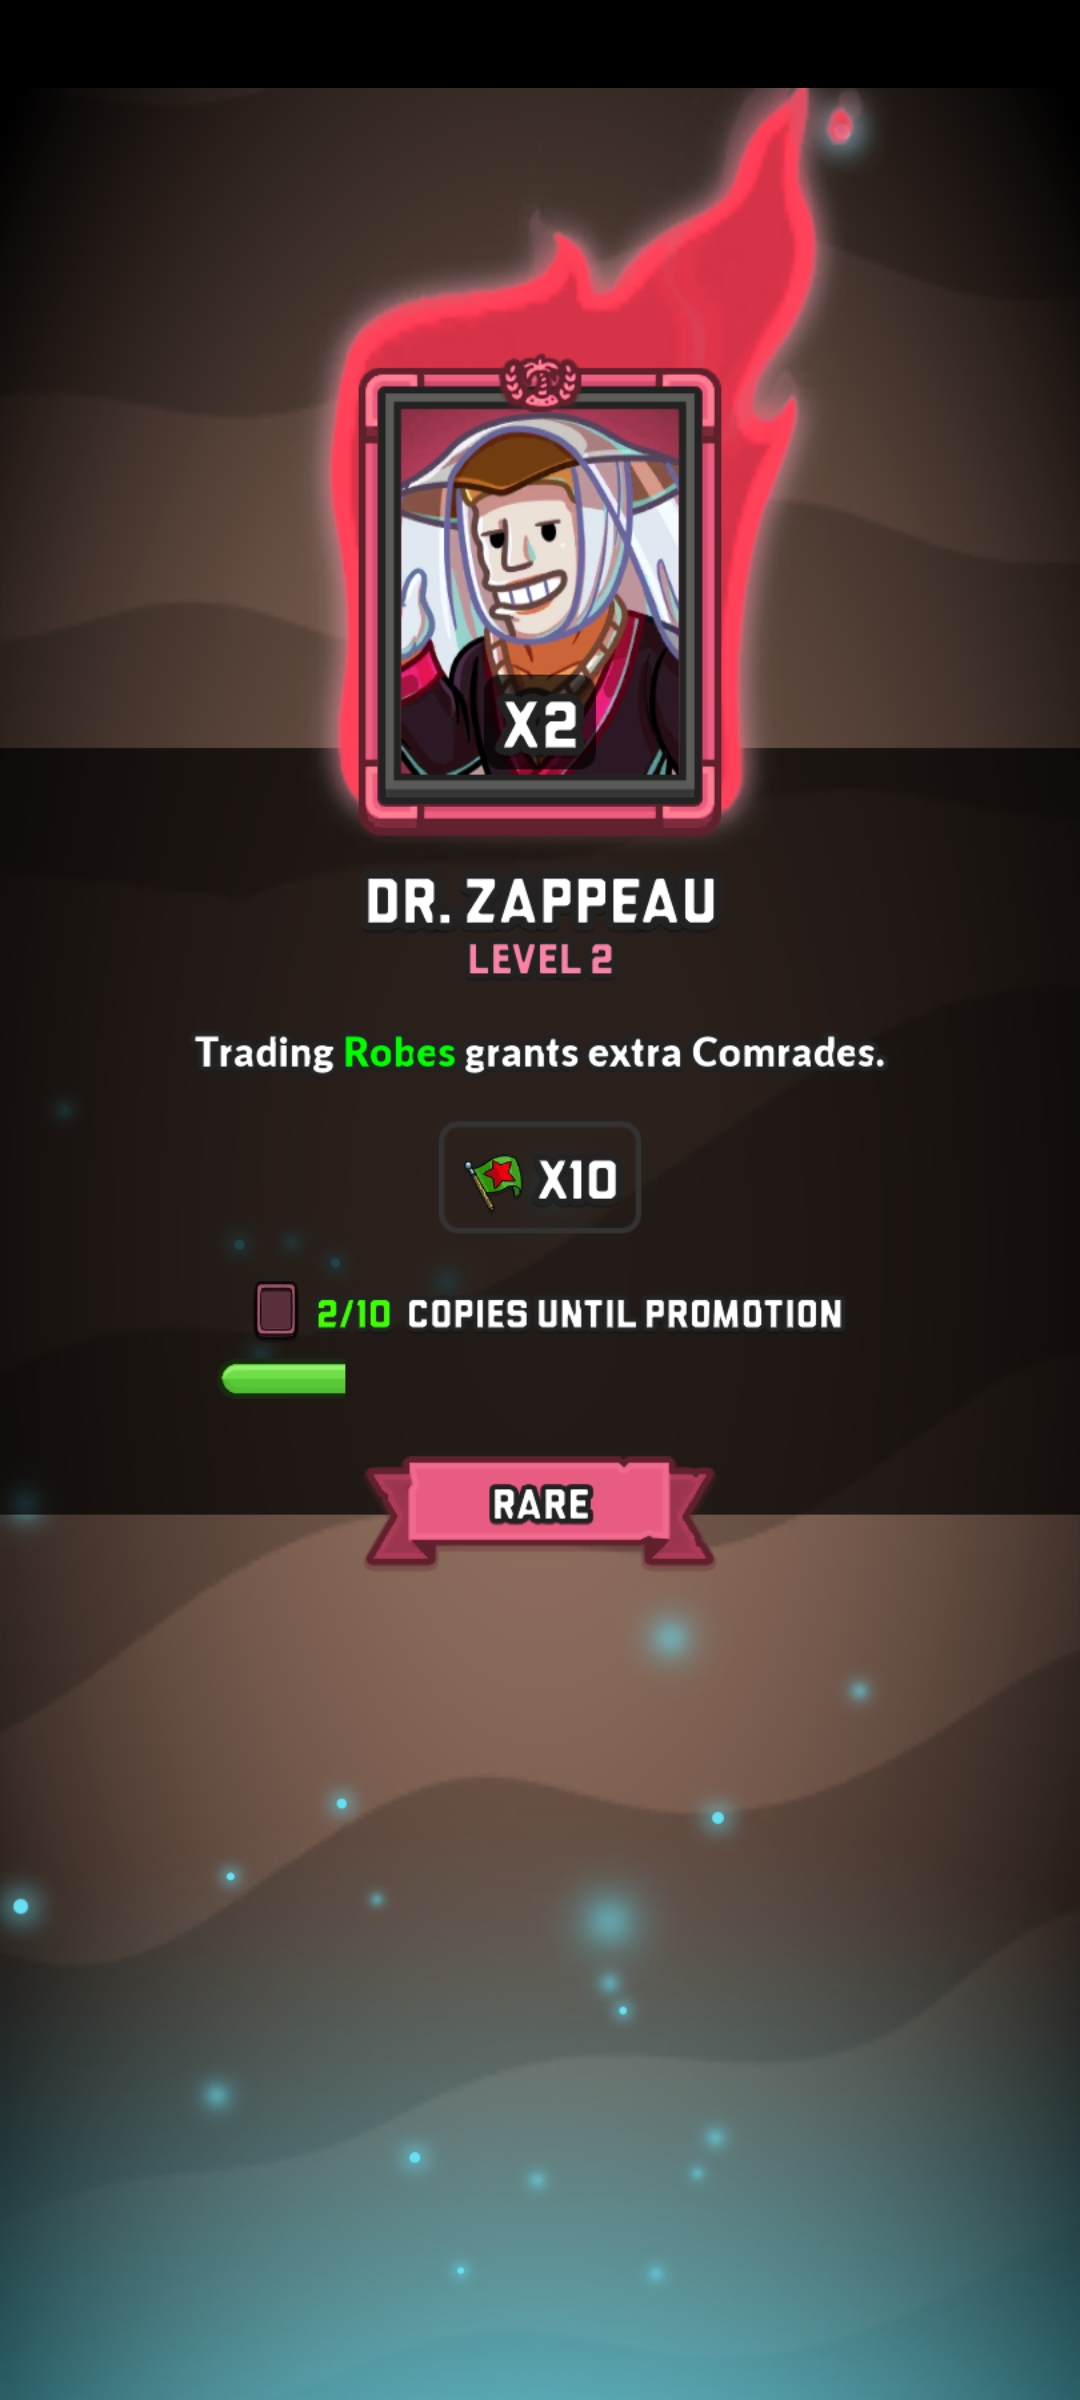 X2
DR. ZAPPEAU
LEVEL 2
Trading Robes grants extra Comrades.
X10
2/10 COPIES UNTIL PROMOTION
RARE